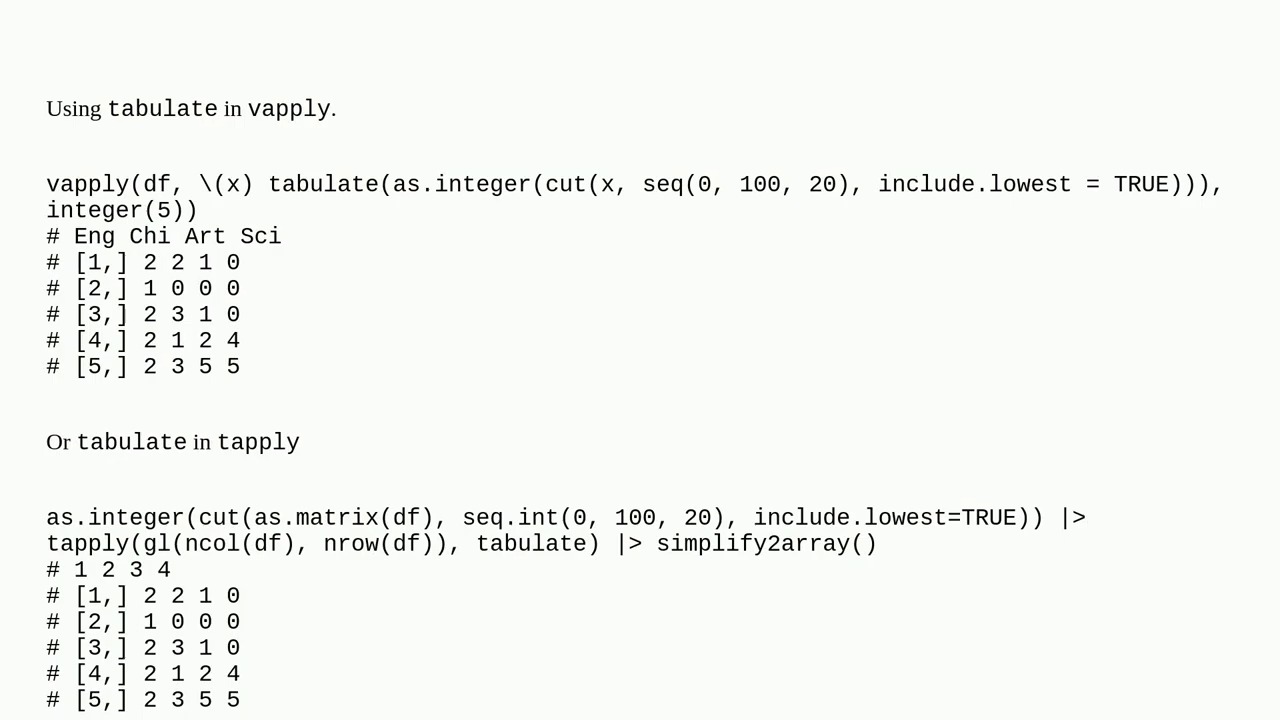 Using tabulate in vapply.
vapply(df, \(x) tabulate(as.integer(cut(x, seq(0, 100, 20), include.lowest = TRUE))),
integer(5))
# Eng Chi Art Sci
# [1,] 2 2 1 0
# [2,] 1 0 0 0
# [3,] 2 3 1 0
# [4,] 2 1 2 4
# [5,] 2 3 5 5
Or tabulate in tapply
as.integer(cut(as.matrix(df), seq.int(0, 100, 20), include.lowest=TRUE)) |>
tapply(gl(ncol(df), nrow(df)), tabulate) |> simplify2array()
# 1 2 3 4
# [1,] 2 2 1 0
# [2,] 1 0 0 0
# [3,] 2 3 1 0
# [4,] 2 1 2 4
# [5,] 2 3 5 5